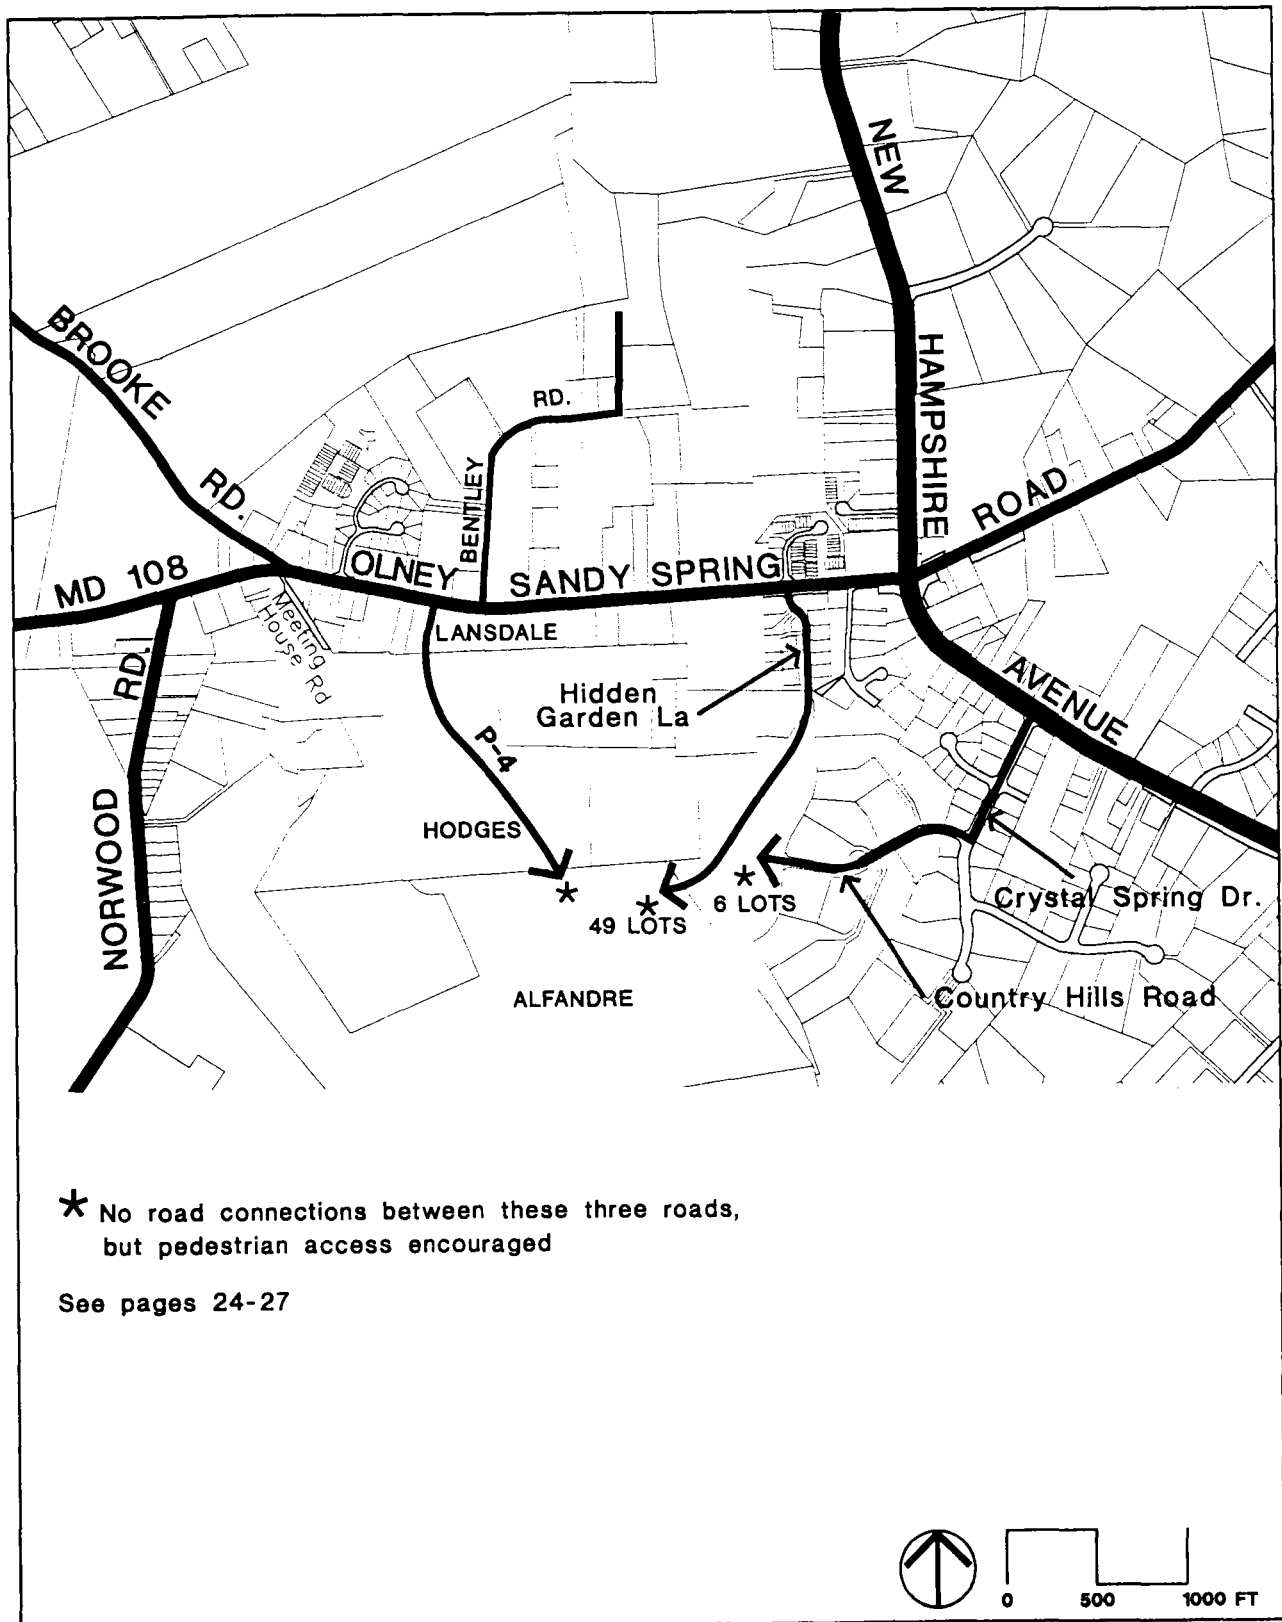 NEW
HAMPSHIRE
AVENUE
BROOKE
RD.
RD.
BENTLEY
ROAD
MD 108
OLNEY
SANDY SPRING
Meeting
House Rd
LANSDALE
RD.
NORWOOD
Hidden
Garden La
P-4
HODGES
* * *
49 LOTS
6 LOTS
Crystal Spring Dr.
Country Hills Road
ALFANDRE
* No road connections between these three roads,
but pedestrian access encouraged
See pages 24-27
0 500 1000 FT